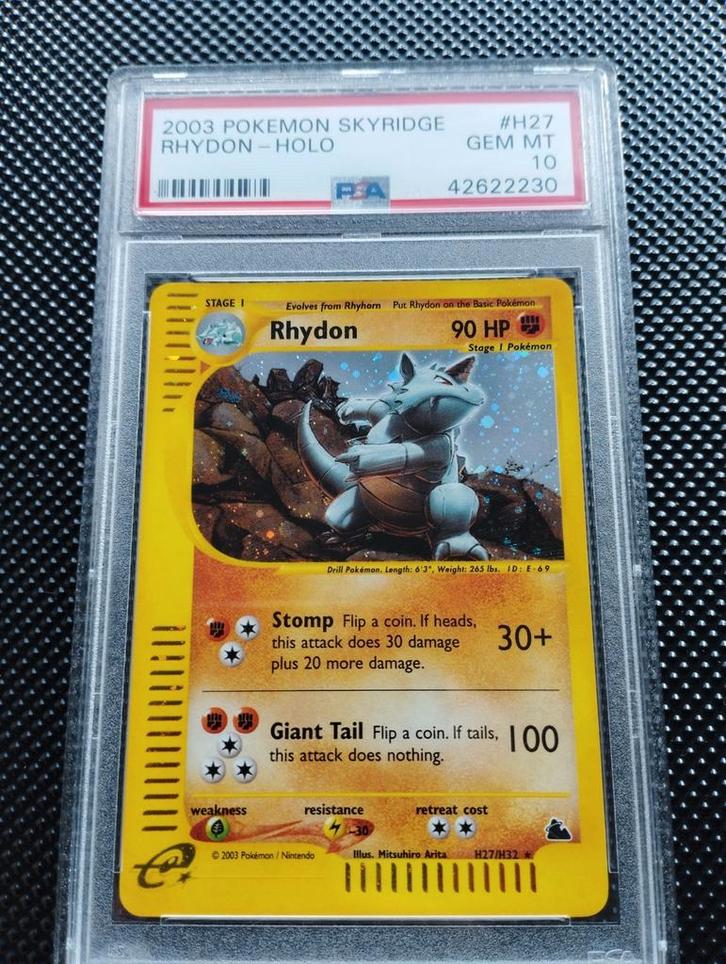 2003 POKEMON SKYRIDGE #H27
RHYDON - HOLO GEM MT
10
PSA 42622230
STAGE 1 Evolves from Rhyhorn Put Rhydon on the Basic Pokémon
Rhydon 90 HP
Stage 1 Pokémon
Drill Pokémon. Length: 6'3", Weight: 265 lbs. ID: E-69
Stomp Flip a coin. If heads,
this attack does 30 damage
plus 20 more damage.
30+
Giant Tail Flip a coin. If tails,
this attack does nothing.
100
weakness resistance retreat cost
-30
© 2003 Pokémon / Nintendo Illus. Mitsuhiro Arita H27/H32 ★
e